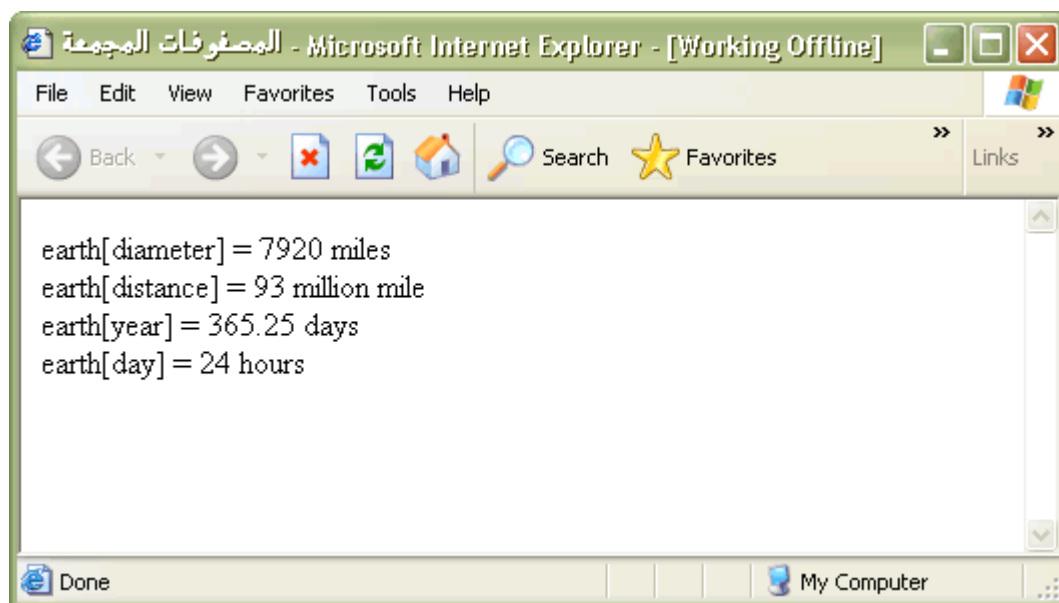 المصفوفات المجمعة - Microsoft Internet Explorer - [Working Offline]
File Edit View Favorites Tools Help
Back Search Favorites » Links »
earth[diameter] = 7920 miles
earth[distance] = 93 million mile
earth[year] = 365.25 days
earth[day] = 24 hours
Done My Computer